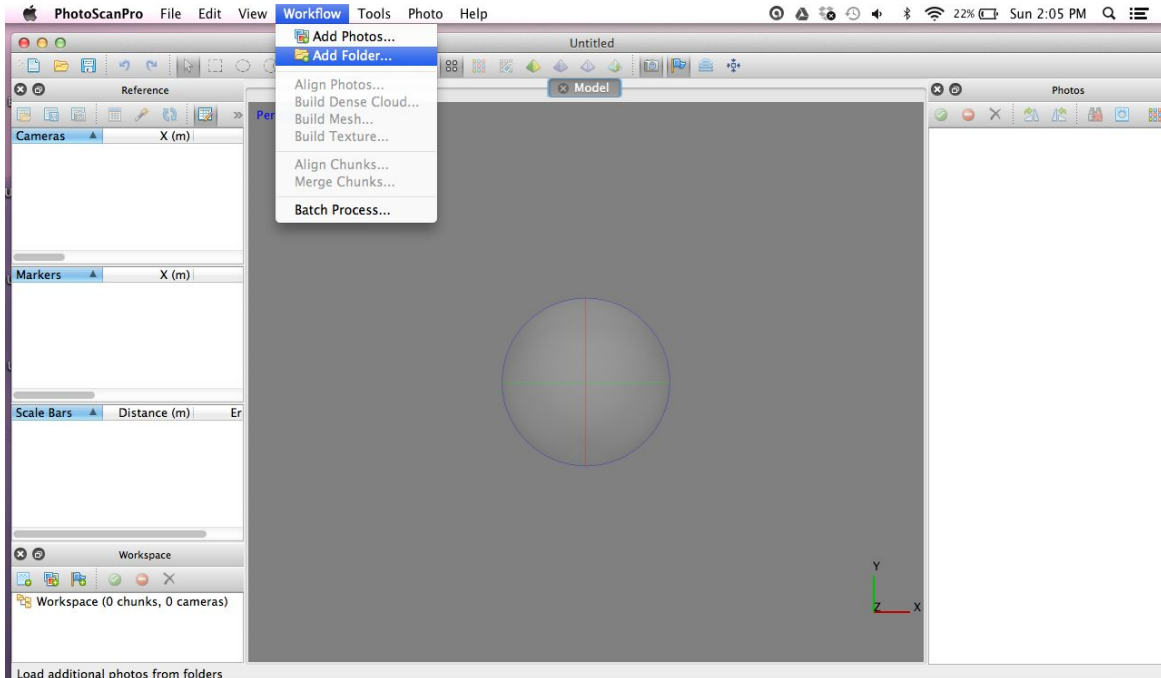 PhotoScanPro File Edit View Workflow Tools Photo Help 22% Sun 2:05 PM
Untitled
Add Photos...
Add Folder...
Align Photos...
Build Dense Cloud...
Build Mesh...
Build Texture...
Align Chunks...
Merge Chunks...
Batch Process...
Reference
Model
Photos
Per
Cameras X (m)
Markers X (m)
Scale Bars Distance (m) Er
Workspace
Workspace (0 chunks, 0 cameras)
Y
Z X
Load additional photos from folders